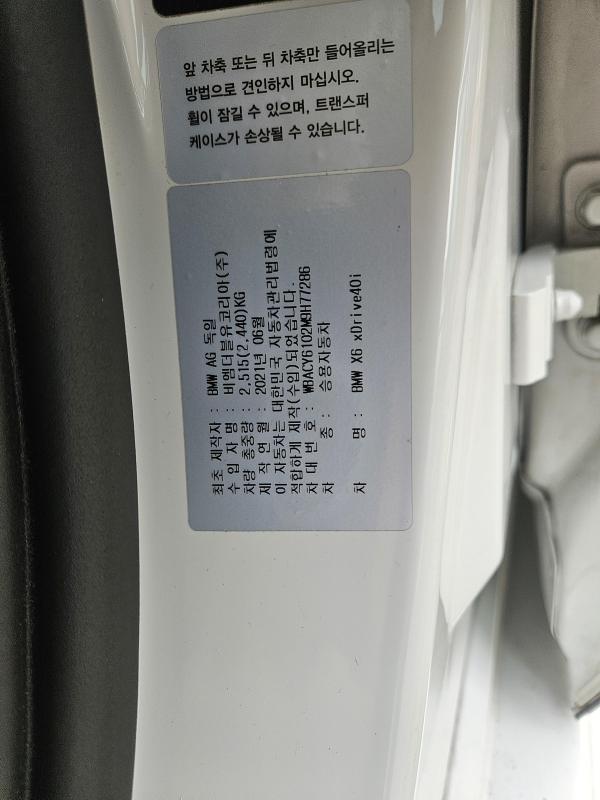 앞 차축 또는 뒤 차축만 들어올리는
방법으로 견인하지 마십시오.
휠이 잠길 수 있으며, 트랜스퍼
케이스가 손상될 수 있습니다.
최초 제작자 : BMW AG 독일
수 입 자 명 : 비엠더블유코리아(주)
차량 총중량 : 2,515(2,440)KG
제 작 연 월 : 2021년 06월
이 자동차는 대한민국 자동차관리법령에
적합하게 제작(수입)되었습니다.
차 대 번 호 : WBACY6102M9H77286
차 종 : 승용자동차
차 명 : BMW X6 xDrive40i